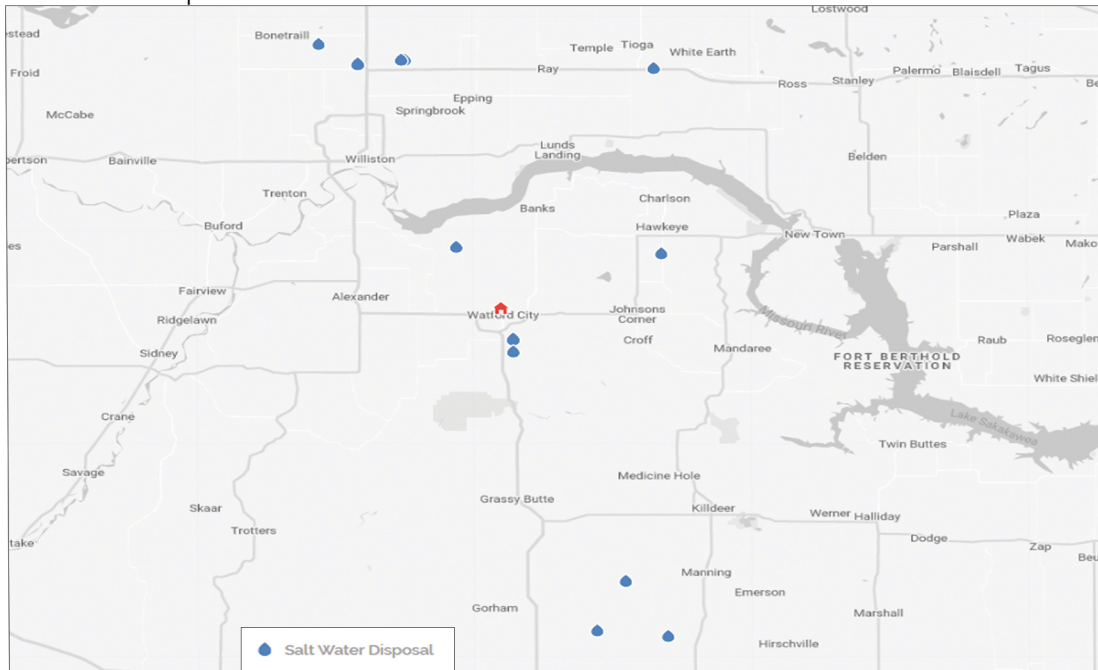 Lostwood
estead
Bonetraill
Temple
Tioga
White Earth
Froid
Ray
Palermo
Blaisdell
Tagus
Ross
Stanley
Be
Epping
Springbrook
McCabe
Lunds
Landing
bertson
Bainville
Williston
Belden
Trenton
Charlson
Banks
Buford
Hawkeye
New Town
Plaza
Wabek
Mako
Parshall
es
Fairview
Alexander
Johnsons
Corner
Watford City
Ridgelawn
Missouri River
Croff
Mandaree
Raub
Roseglen
Sidney
FORT BERTHOLD
RESERVATION
White Shiel
Crane
Lake Sakakawea
Twin Buttes
Savage
Medicine Hole
Grassy Butte
Skaar
Killdeer
Werner
Halliday
Trotters
Dodge
take
Zap
Beu
Manning
Emerson
Gorham
Marshall
Hirschville
Salt Water Disposal